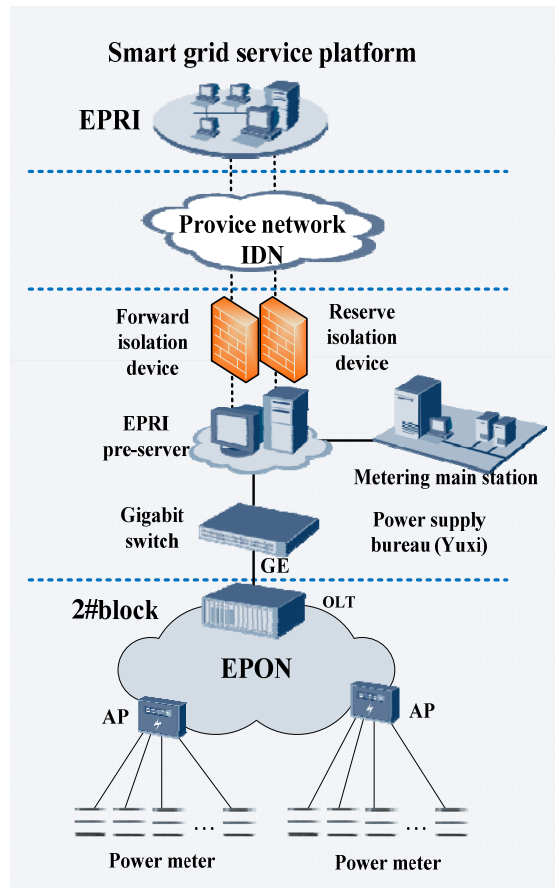 Smart grid service platform
EPRI
Provice network
IDN
Forward
isolation
device
Reserve
isolation
device
EPRI
pre-server
Metering main station
Gigabit
switch
Power supply
bureau (Yuxi)
GE
2#block
OLT
EPON
AP
AP
...
...
Power meter
Power meter